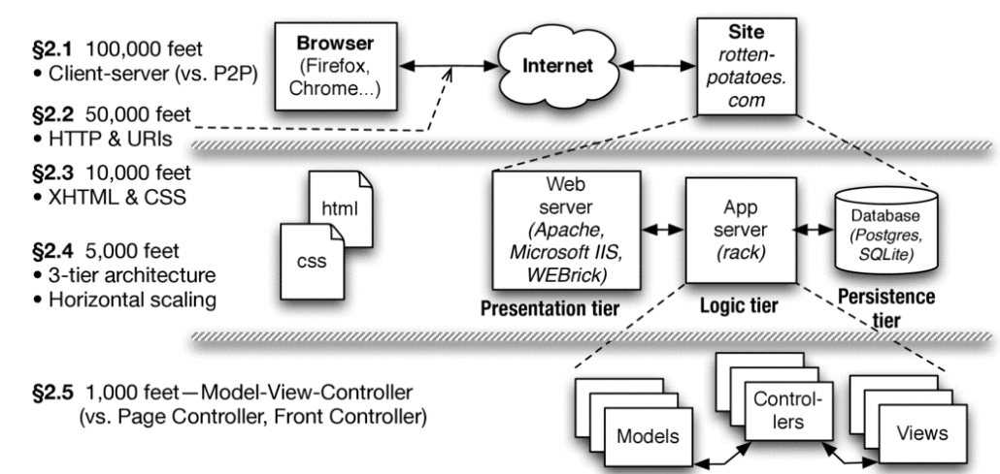 §2.1 100,000 feet
• Client-server (vs. P2P)
§2.2 50,000 feet
• HTTP & URIs
§2.3 10,000 feet
• XHTML & CSS
§2.4 5,000 feet
• 3-tier architecture
• Horizontal scaling
§2.5 1,000 feet—Model-View-Controller
(vs. Page Controller, Front Controller)
Browser
(Firefox,
Chrome...)
Internet
Site
rotten-
potatoes.
com
html
css
Web
server
(Apache,
Microsoft IIS,
WEBrick)
Presentation tier
App
server
(rack)
Logic tier
Database
(Postgres,
SQLite)
Persistence
tier
Models
Control-
lers
Views